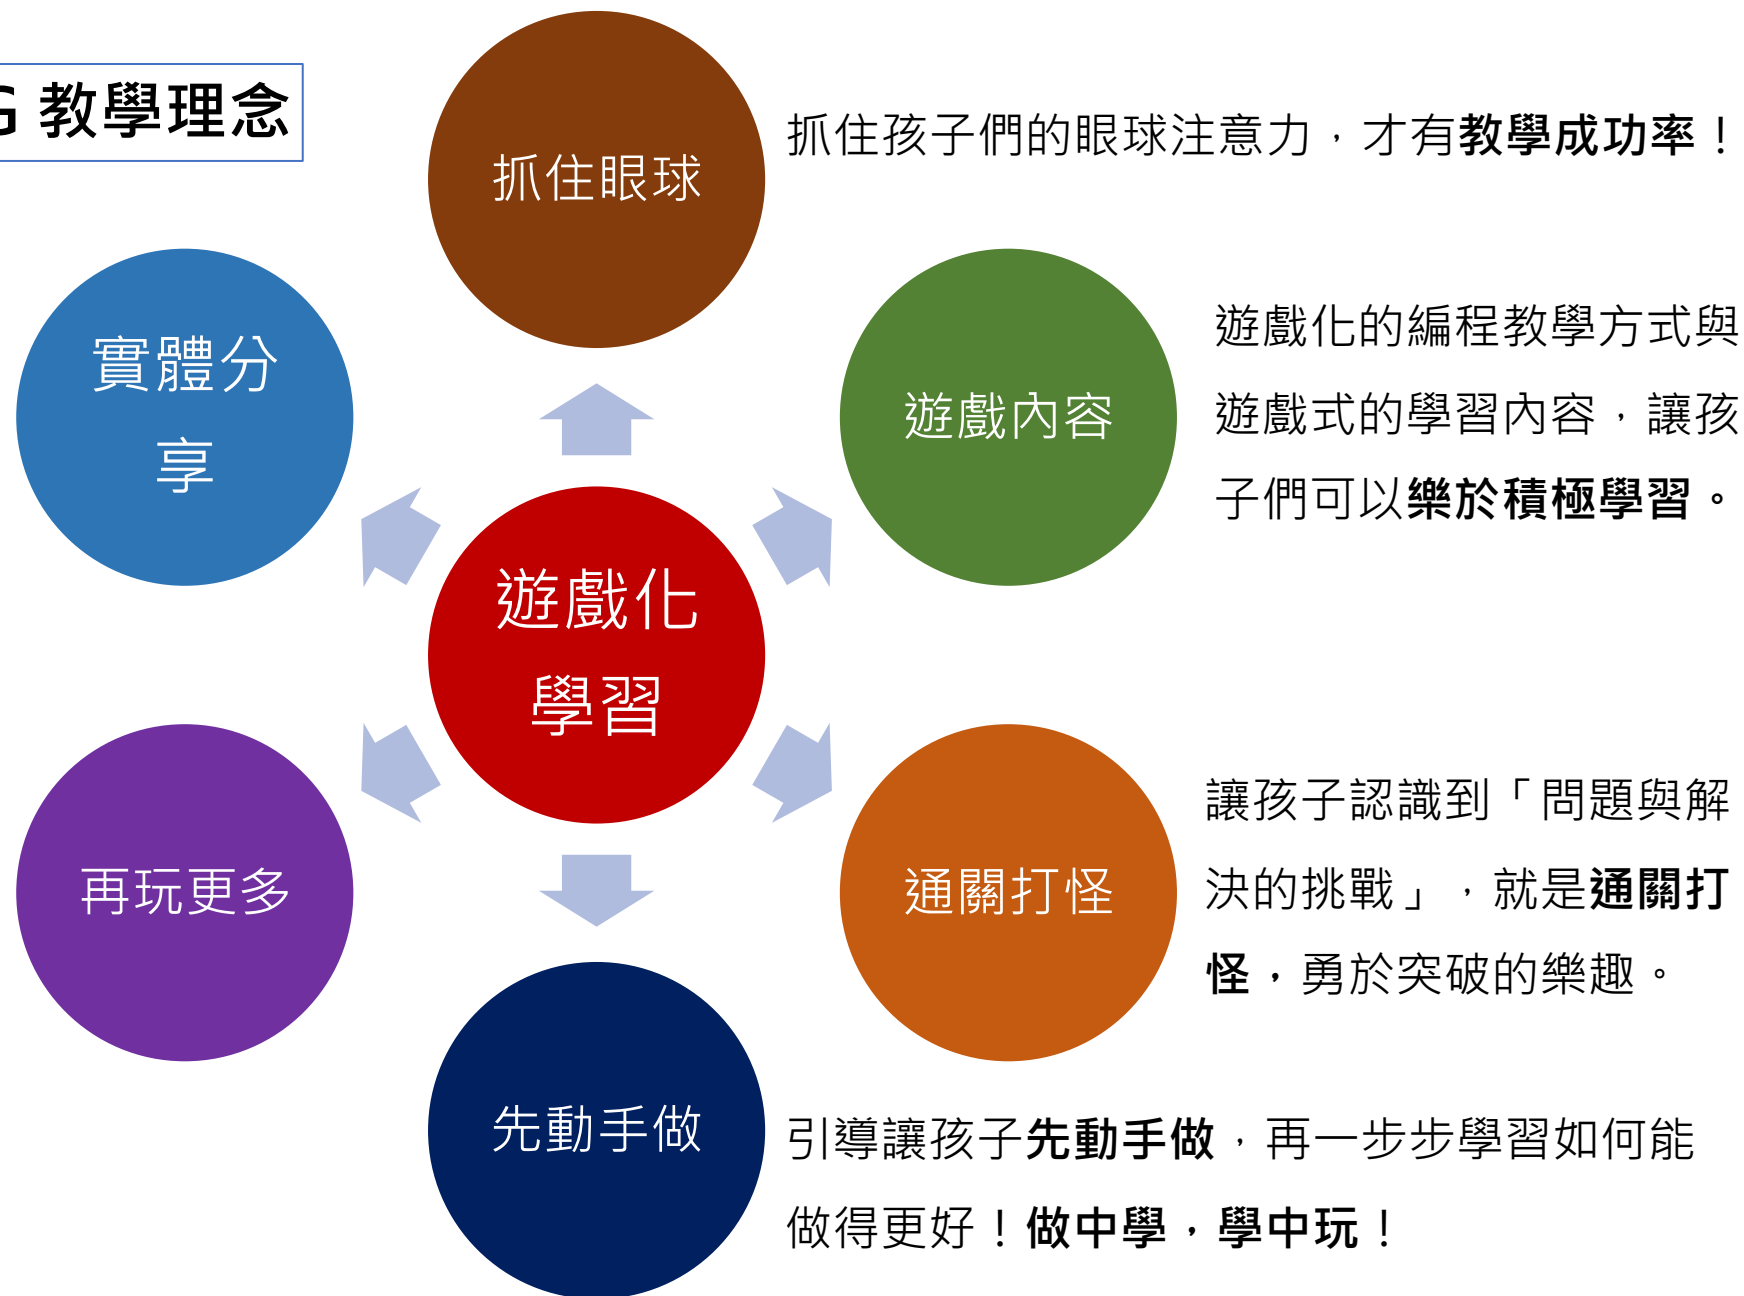 G 教學理念
抓住眼球
抓住孩子們的眼球注意力，才有教學成功率！
實體分
享
遊戲內容
遊戲化的編程教學方式與
遊戲式的學習內容，讓孩
子們可以樂於積極學習。
遊戲化
學習
再玩更多
通關打怪
讓孩子認識到「問題與解
決的挑戰」，就是通關打
怪，勇於突破的樂趣。
先動手做
引導讓孩子先動手做，再一步步學習如何能
做得更好！做中學，學中玩！